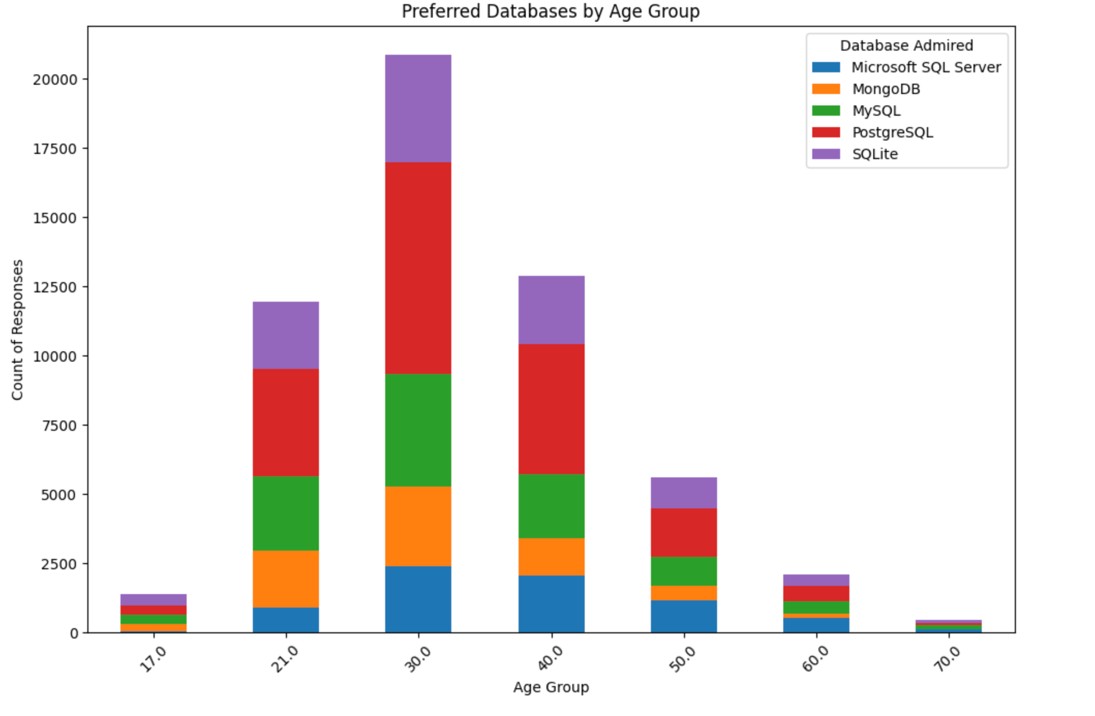 Preferred Databases by Age Group
Database Admired
Microsoft SQL Server
MongoDB
MySQL
PostgreSQL
SQLite
Count of Responses
20000
17500
15000
12500
10000
7500
5000
2500
0
17.0 21.0 30.0 40.0 50.0 60.0 70.0
Age Group